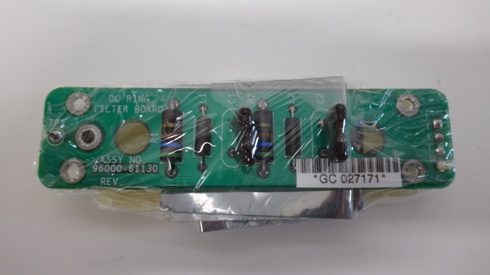 DC RING
FILTER BOARD
ASSY NO.
96000-61130
REV.
*GC 027171*